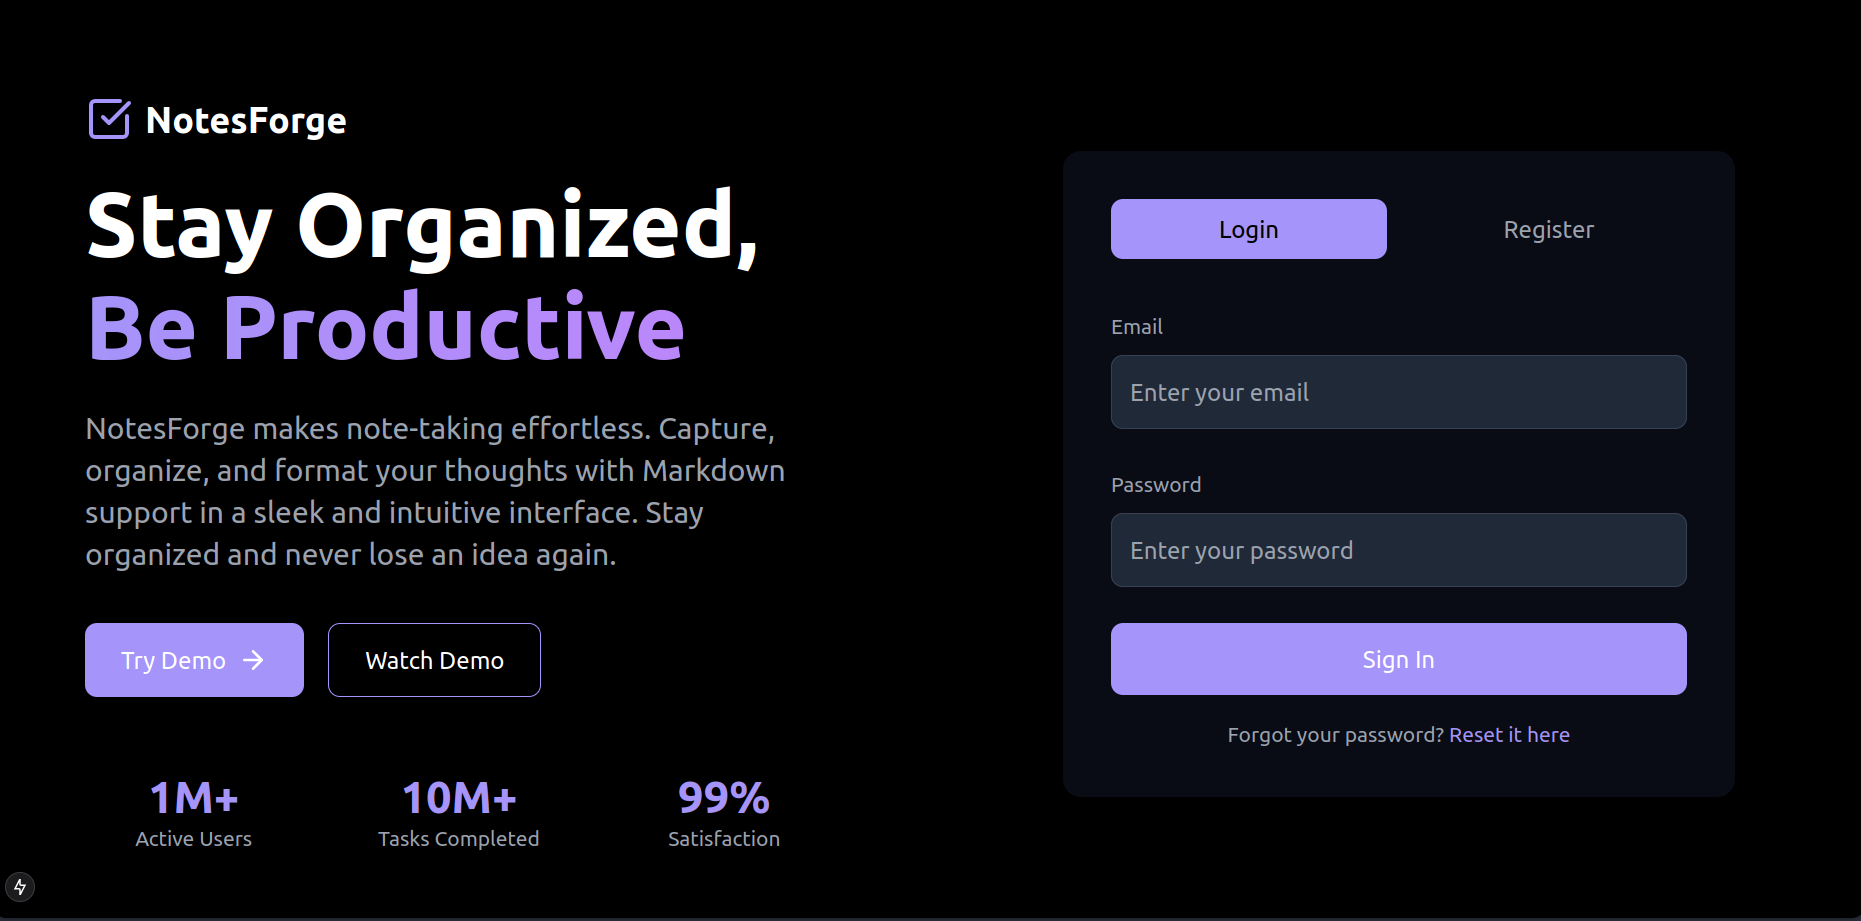 NotesForge
Stay Organized,
Be Productive
NotesForge makes note-taking effortless. Capture,
organize, and format your thoughts with Markdown
support in a sleek and intuitive interface. Stay
organized and never lose an idea again.
Try Demo
Watch Demo
1M+
Active Users
10M+
Tasks Completed
99%
Satisfaction
Login
Register
Email
Enter your email
Password
Enter your password
Sign In
Forgot your password? Reset it here